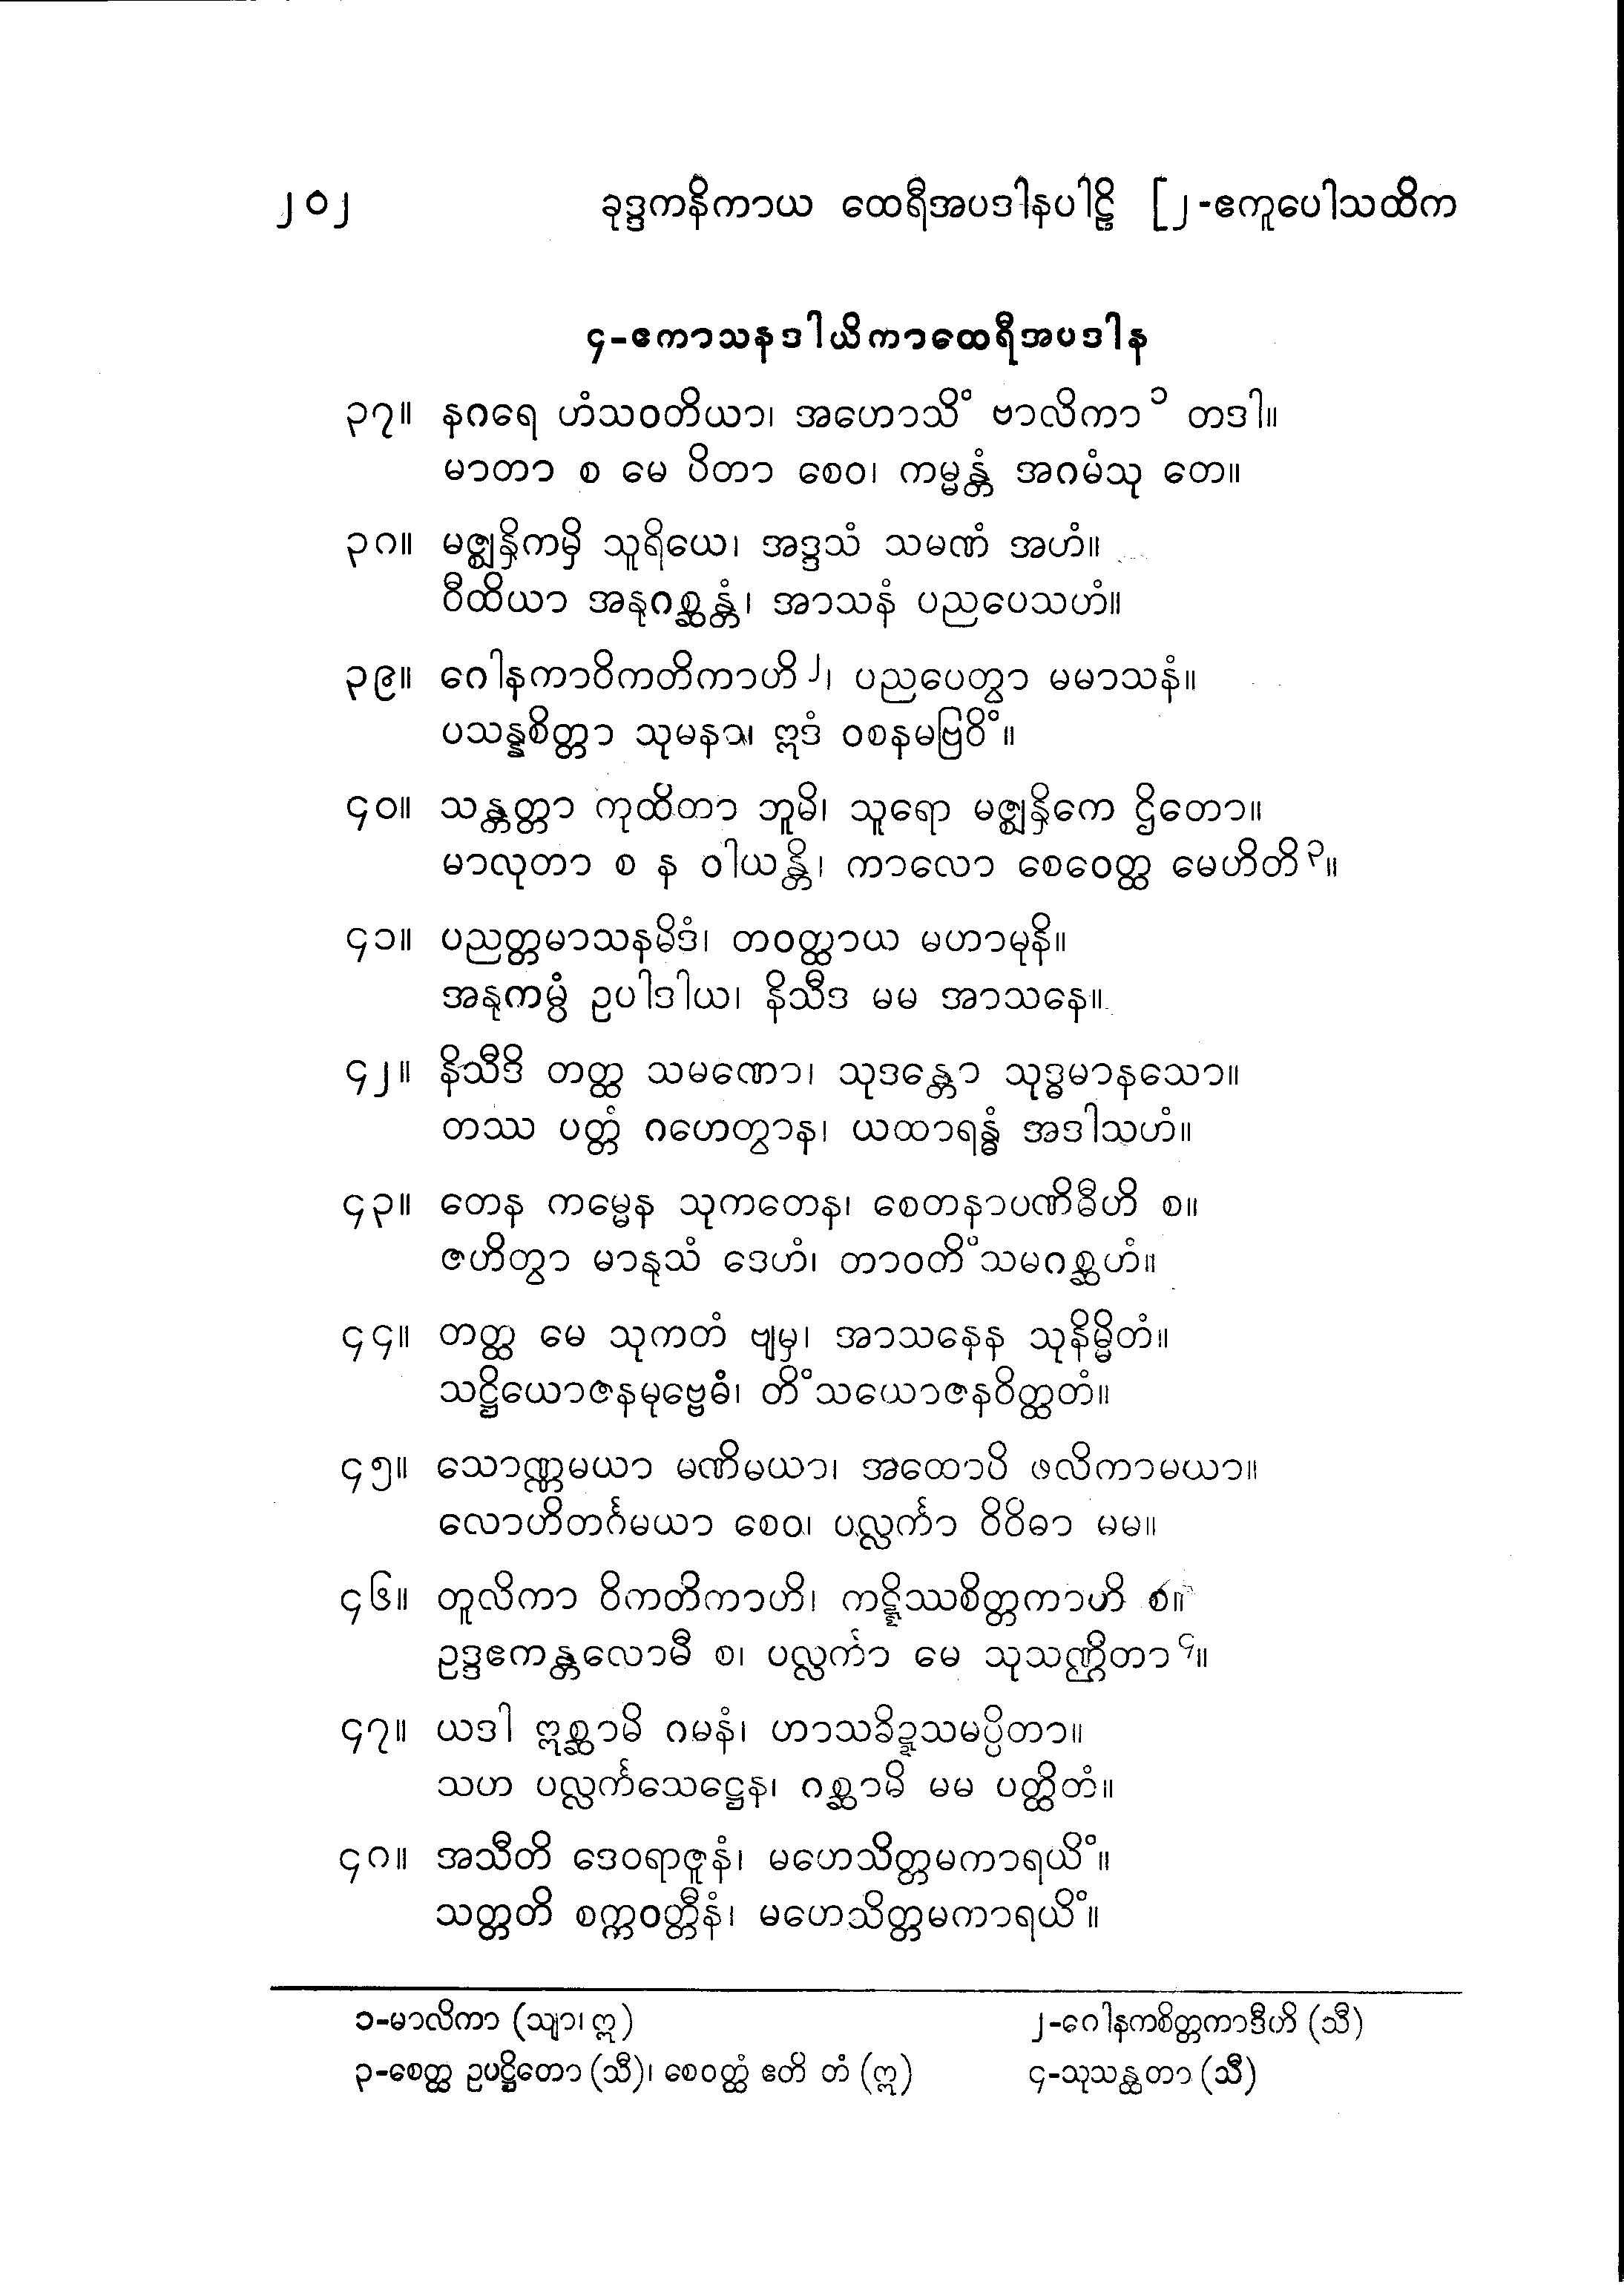 ၂၀၂ ခုဒ္ဒကနိကာယ ထေရီအပဒါနပါဠိ [၂-ဧကူပေါသထိက
၄-ဧကာသနဒါယိကာထေရီအပဒါန
၃၇။ နဂရေ ဟံသဝတိယာ၊ အဟောသိံ ဗာလိကာ ၁ တဒါ။
မာတာ စ မေ ပိတာ စေဝ၊ ကမ္မန္တံ အဂမံသု တေ။
၃၈။ မဇ္ဈန္ဟိကမှိ သူရိယေ၊ အဒ္ဒသံ သမဏံ အဟံ။
ဝီထိယာ အနုဂစ္ဆန္တံ၊ အာသနံ ပညပေသဟံ။
၃၉။ ဂေါနကာဝိကတိကာဟိ ၂၊ ပညပေတွာ မမာသနံ။
ပသန္နစိတ္တာ သုမနာ၊ ဣဒံ ဝစနမဗြဝိံ။
၄၀။ သန္တတ္တာ ကုထိတာ ဘူမိ၊ သူရော မဇ္ဈန္ဟိကေ ဌိတော။
မာလုတာ စ န ဝါယန္တိ၊ ကာလော စေဝေတ္ထ မေဟိတိ ၃။
၄၁။ ပညတ္တမာသနမိဒံ၊ တဝတ္ထာယ မဟာမုနိ။
အနုကမ္ပံ ဥပါဒါယ၊ နိသီဒ မမ အာသနေ။
၄၂။ နိသီဒိ တတ္ထ သမဏော၊ သုဒန္တော သုဒ္ဓမာနသော။
တဿ ပတ္တံ ဂဟေတွာန၊ ယထာရန္ဓံ အဒါသဟံ။
၄၃။ တေန ကမ္မေန သုကတေန၊ စေတနာပဏိဓီဟိ စ။
ဇဟိတွာ မာနုသံ ဒေဟံ၊ တာဝတိံသမဂစ္ဆဟံ။
၄၄။ တတ္ထ မေ သုကတံ ဗျမှ၊ အာသနေန သုနိမ္မိတံ။
သဋ္ဌိယောဇနမုဗ္ဗေဓံ၊ တိံသယောဇနဝိတ္ထတံ။
၄၅။ သောဏ္ဏမယာ မဏိမယာ၊ အထောပိ ဖလိကာမယာ။
လောဟိတင်္ဂမယာ စေဝ၊ ပလ္လင်္ကာ ဝိဝိဓာ မမ။
၄၆။ တူလိကာ ဝိကတိကာဟိ၊ ကဋ္ဋိဿစိတ္တကာဟိ စ။
ဥဒ္ဒဧကန္တလောမီ စ၊ ပလ္လင်္ကာ မေ သုသဏ္ဌိတာ ၄။
၄၇။ ယဒါ ဣစ္ဆာမိ ဂမနံ၊ ဟာသခိဍ္ဍသမပ္ပိတာ။
သဟ ပလ္လင်္ကသေဋ္ဌေန၊ ဂစ္ဆာမိ မမ ပတ္ထိတံ။
၄၈။ အသီတိ ဒေဝရာဇူနံ၊ မဟေသိတ္တမကာရယိံ။
သတ္တတိ စက္ကဝတ္တီနံ၊ မဟေသိတ္တမကာရယိံ။
၁-မာလိကာ (သျာ၊ ဣ) ၂-ဂေါနကစိတ္တကာဒီဟိ (သီ)
၃-စေတ္ထ ဥပဋ္ဌိတော (သီ)၊ စေဝတ္ထံ ဧတိ တံ (ဣ) ၄-သုသန္ထတာ (သီ)